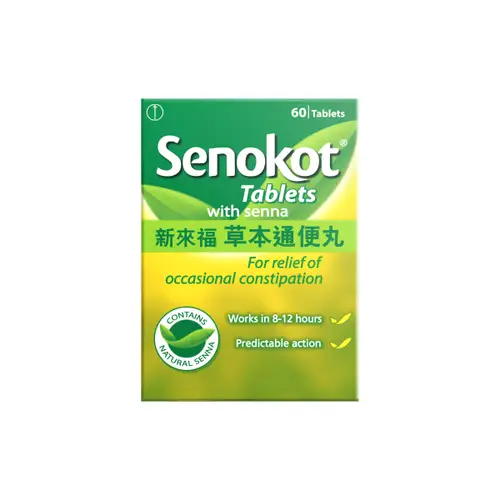 60|Tablets
Senokot®
Tablets
with senna
新來福 草本通便丸
For relief of
occasional constipation
CONTAINS
NATURAL SENNA
Works in 8-12 hours
Predictable action